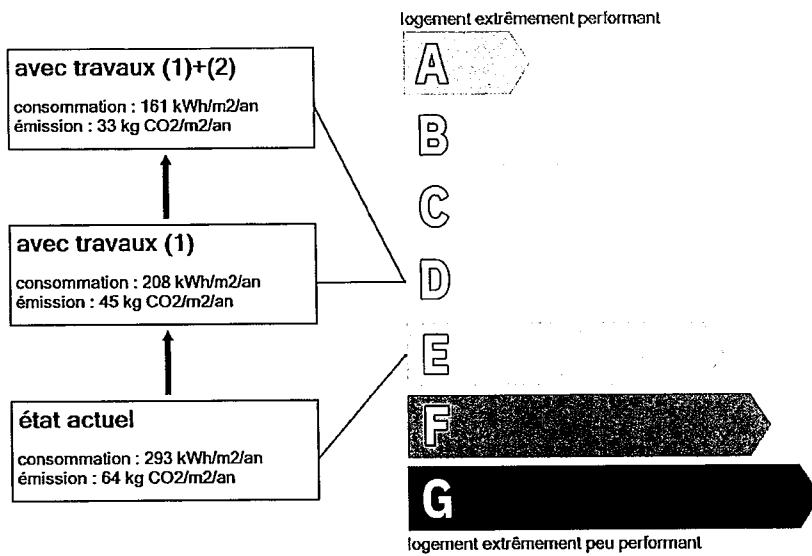 logement extrêmement performant
avec travaux (1)+(2)
consommation : 161 kWh/m2/an
émission : 33 kg CO2/m2/an
avec travaux (1)
consommation : 208 kWh/m2/an
émission : 45 kg CO2/m2/an
état actuel
consommation : 293 kWh/m2/an
émission : 64 kg CO2/m2/an
A
B
C
D
E
F
G
logement extrêmement peu performant